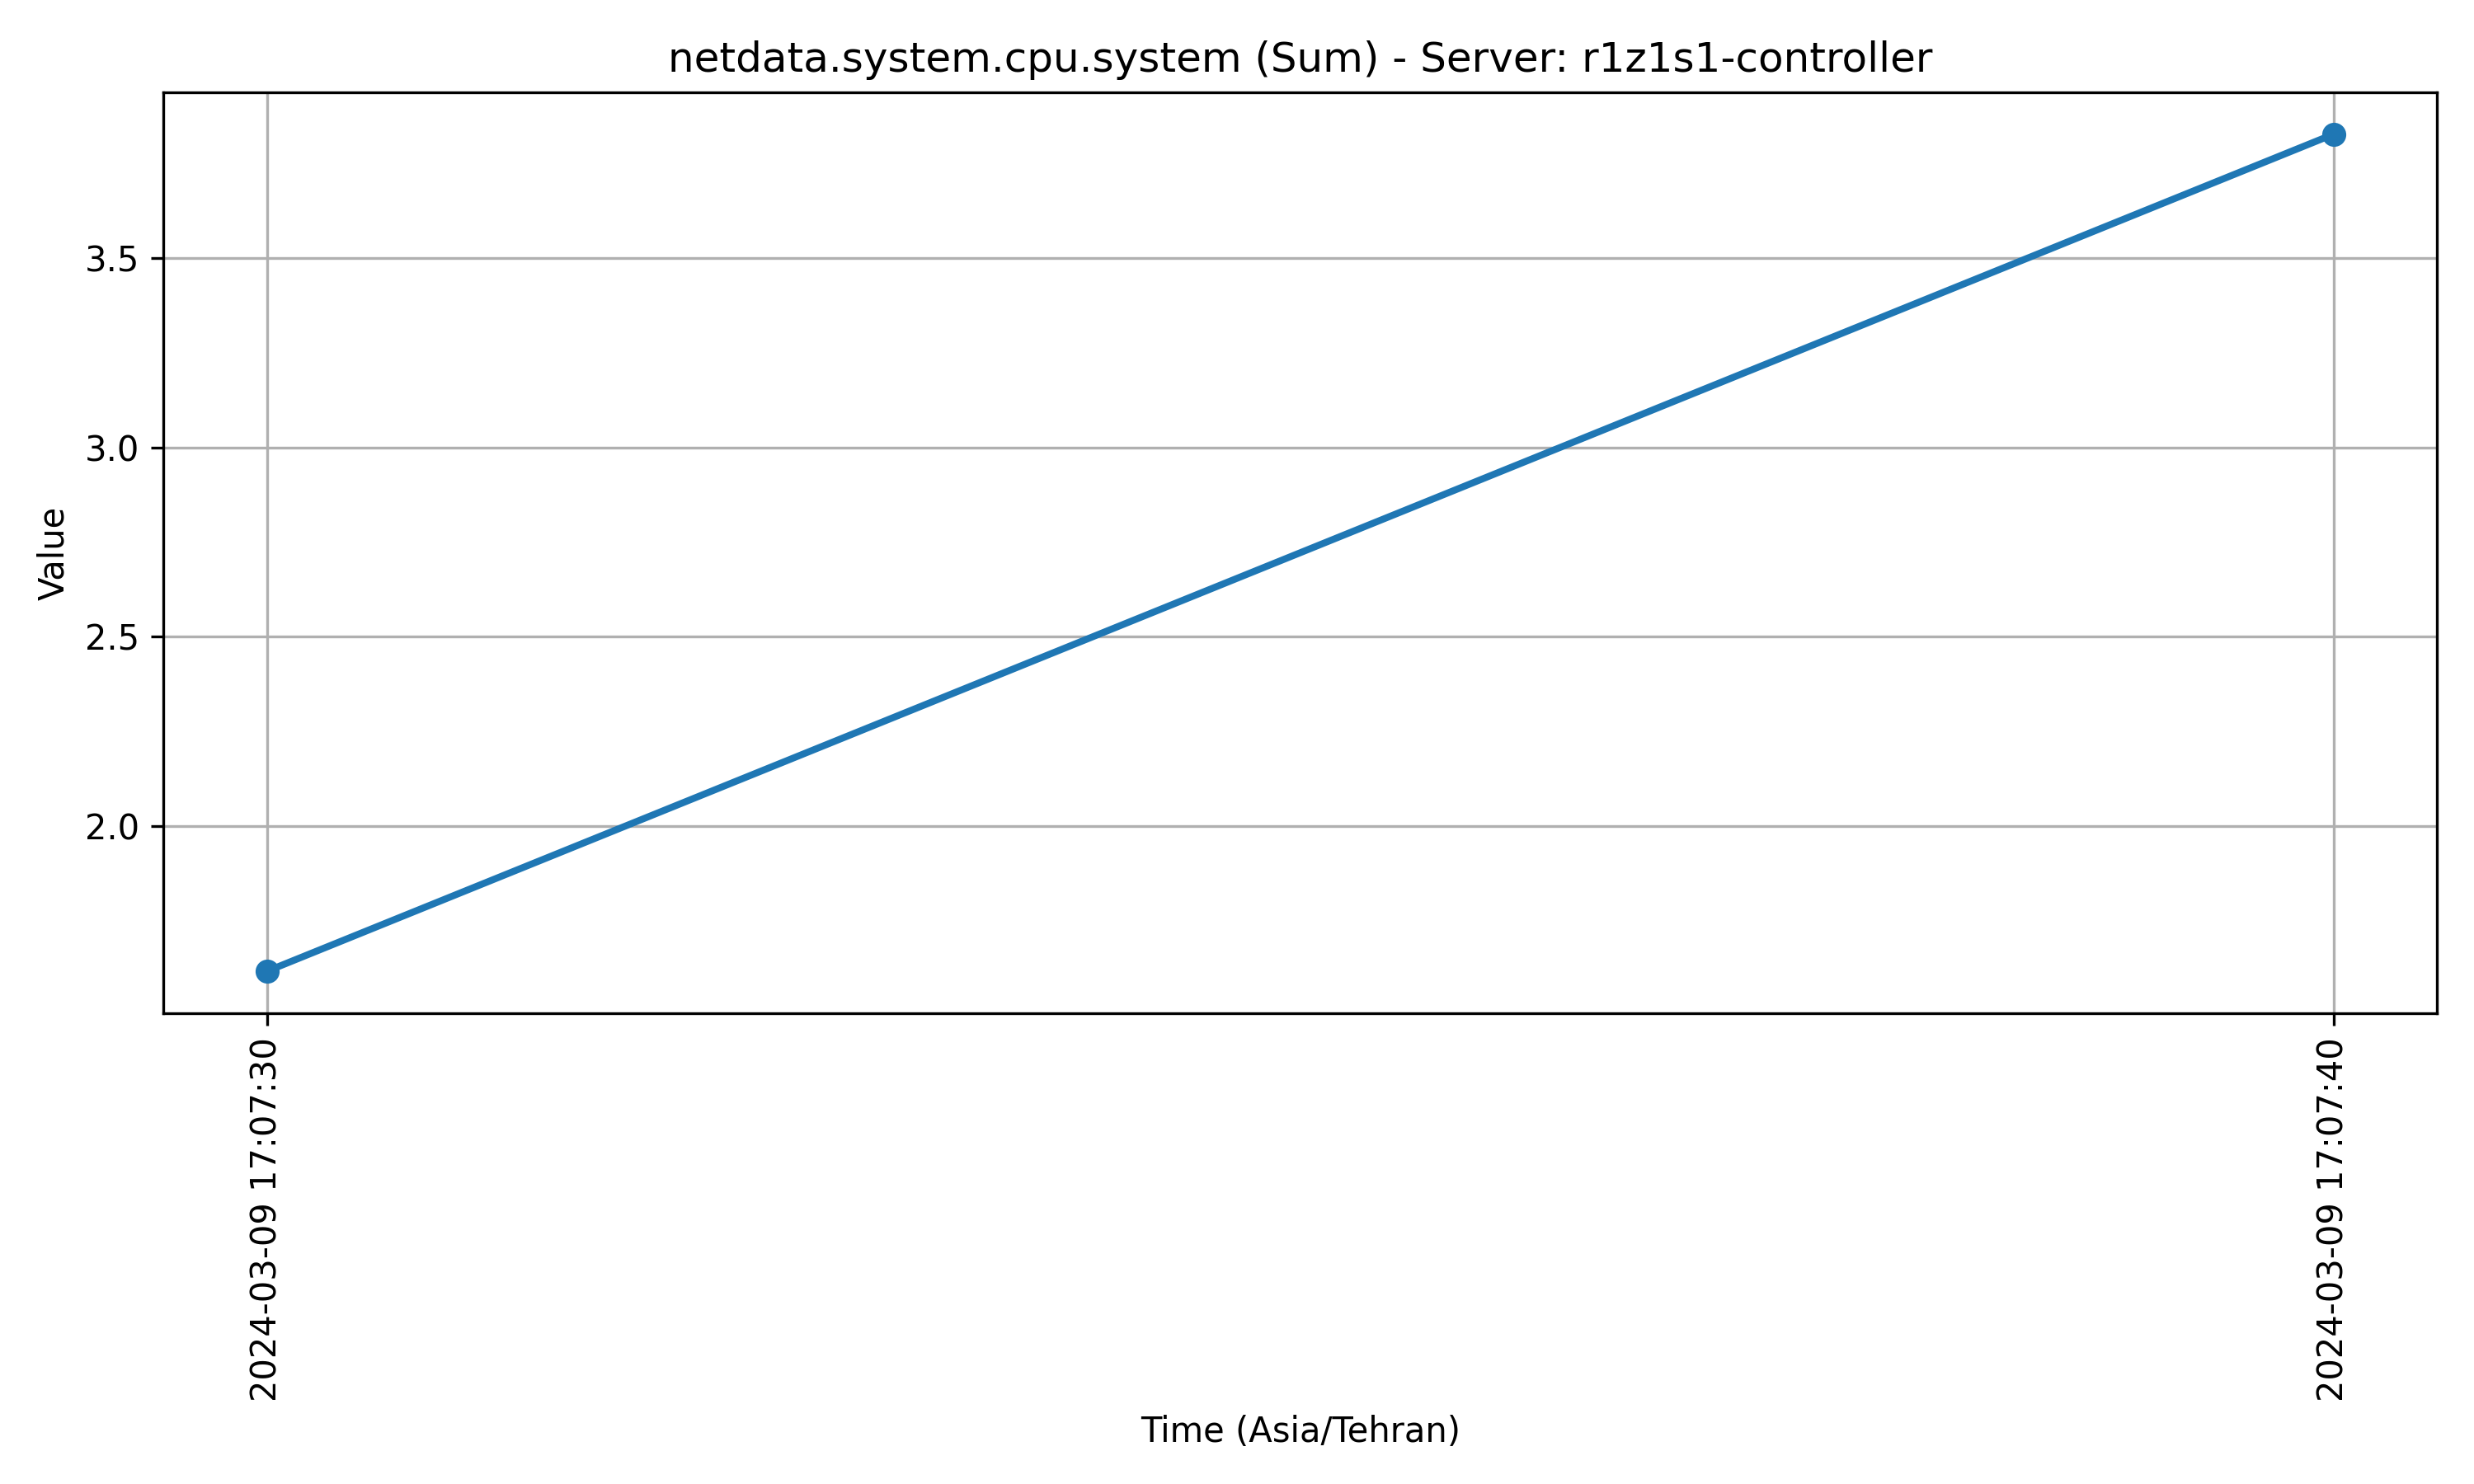 netdata.system.cpu.system (Sum) - Server: r1z1s1-controller
Value
3.5
3.0
2.5
2.0
2024-03-09 17:07:30
2024-03-09 17:07:40
Time (Asia/Tehran)